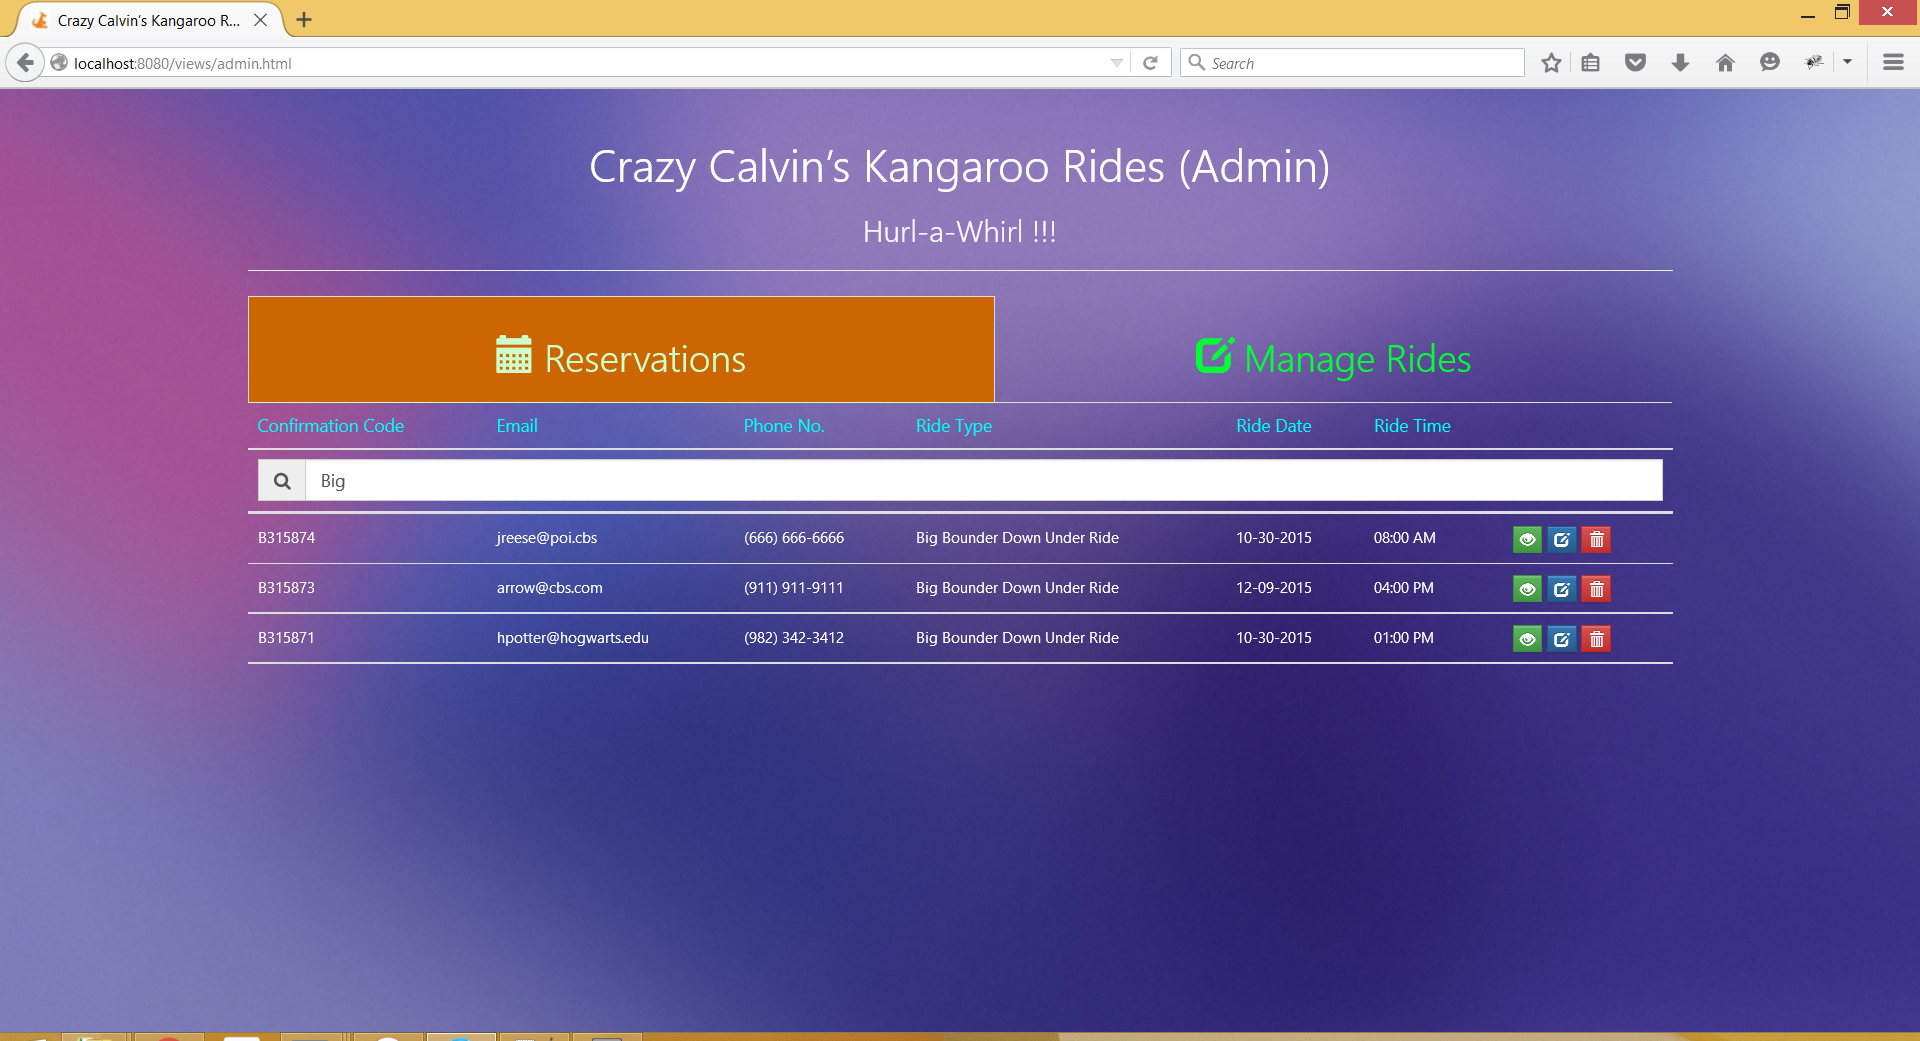 Crazy Calvin's Kangaroo R...
localhost:8080/views/admin.html
Search
Crazy Calvin's Kangaroo Rides (Admin)
Hurl-a-Whirl !!!
Reservations
Manage Rides
Confirmation Code Email Phone No. Ride Type Ride Date Ride Time
Big
B315874 jreese@poi.cbs (666) 666-6666 Big Bounder Down Under Ride 10-30-2015 08:00 AM
B315873 arrow@cbs.com (911) 911-9111 Big Bounder Down Under Ride 12-09-2015 04:00 PM
B315871 hpotter@hogwarts.edu (982) 342-3412 Big Bounder Down Under Ride 10-30-2015 01:00 PM